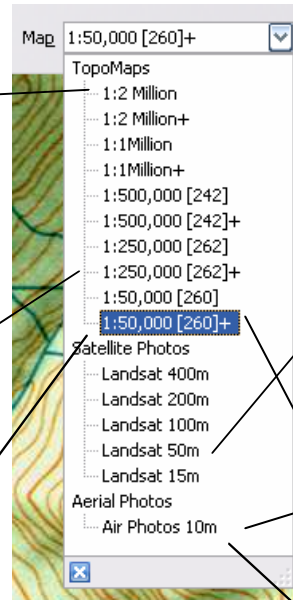 Map 1:50,000 [260]+
TopoMaps
1:2 Million
1:2 Million+
1:1Million
1:1Million+
1:500,000 [242]
1:500,000 [242]+
1:250,000 [262]
1:250,000 [262]+
1:50,000 [260]
1:50,000 [260]+
Satellite Photos
Landsat 400m
Landsat 200m
Landsat 100m
Landsat 50m
Landsat 15m
Aerial Photos
Air Photos 10m